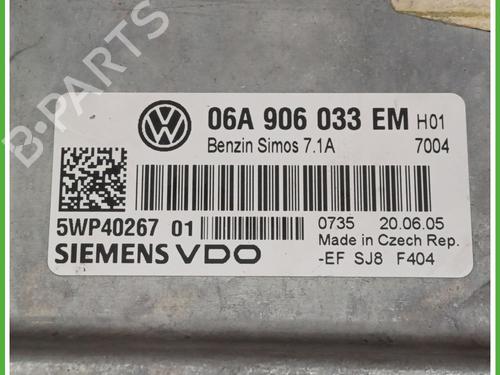 B-PARTS
06A 906 033 EM H01
Benzin Simos 7.1A 7004
5WP40267 01
0735 20.06.05
SIEMENS VDO
Made in Czech Rep.
-EF SJ8 F404